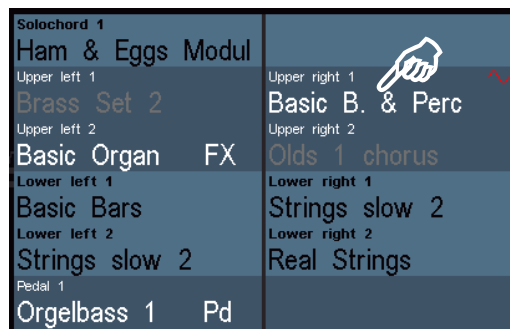 Solochord 1
Ham & Eggs Modul
Upper left 1
Brass Set 2
Upper left 2
Basic Organ FX
Lower left 1
Basic Bars
Lower left 2
Strings slow 2
Pedal 1
Orgelbass 1 Pd
Upper right 1
Basic B. & Perc
Upper right 2
Olds 1 chorus
Lower right 1
Strings slow 2
Lower right 2
Real Strings